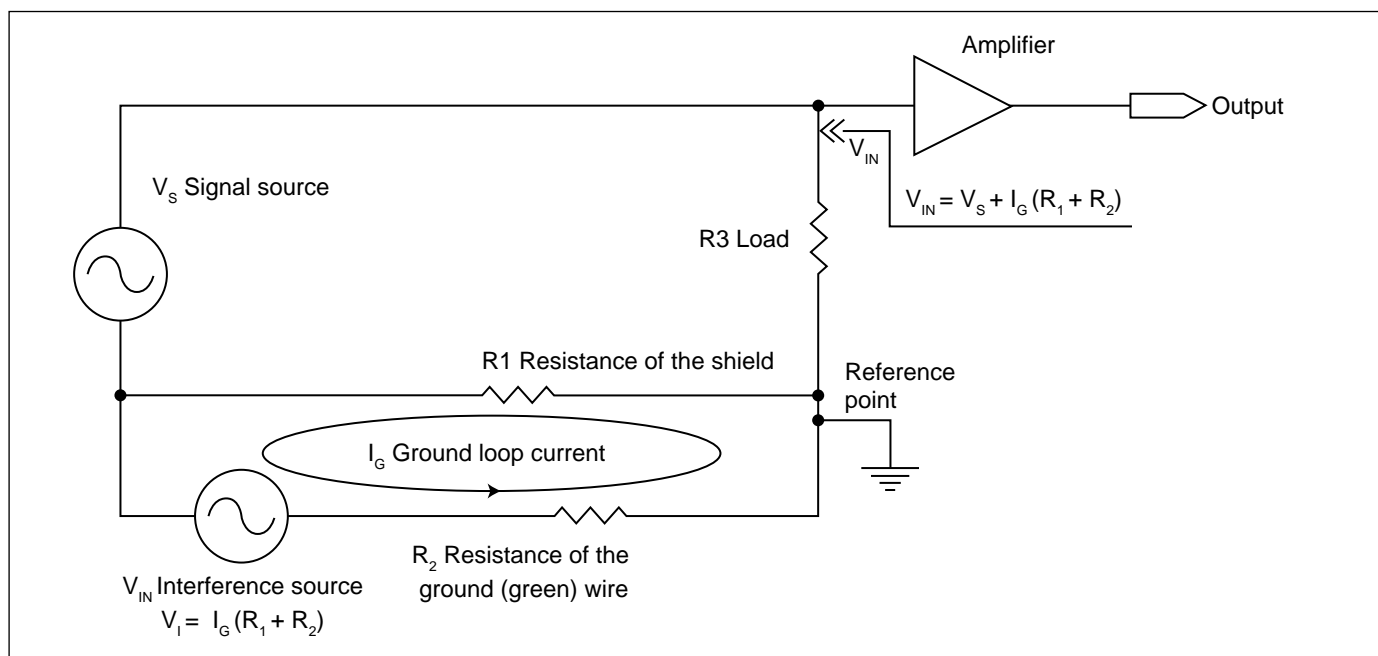 Amplifier
Output
V_IN
V_S Signal source
V_IN = V_S + I_G (R_1 + R_2)
R3 Load
R1 Resistance of the shield
Reference
point
I_G Ground loop current
R_2 Resistance of the
ground (green) wire
V_IN Interference source
V_I = I_G (R_1 + R_2)